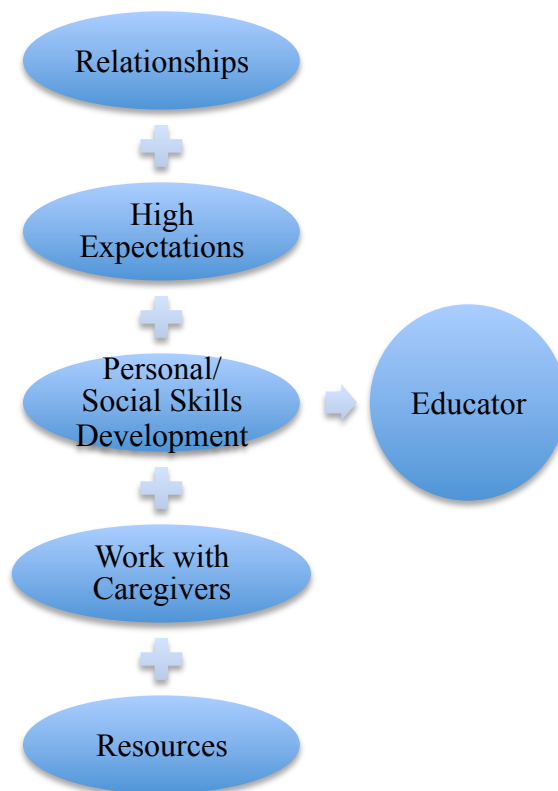 Relationships
High
Expectations
Personal/
Social Skills
Development
Educator
Work with
Caregivers
Resources